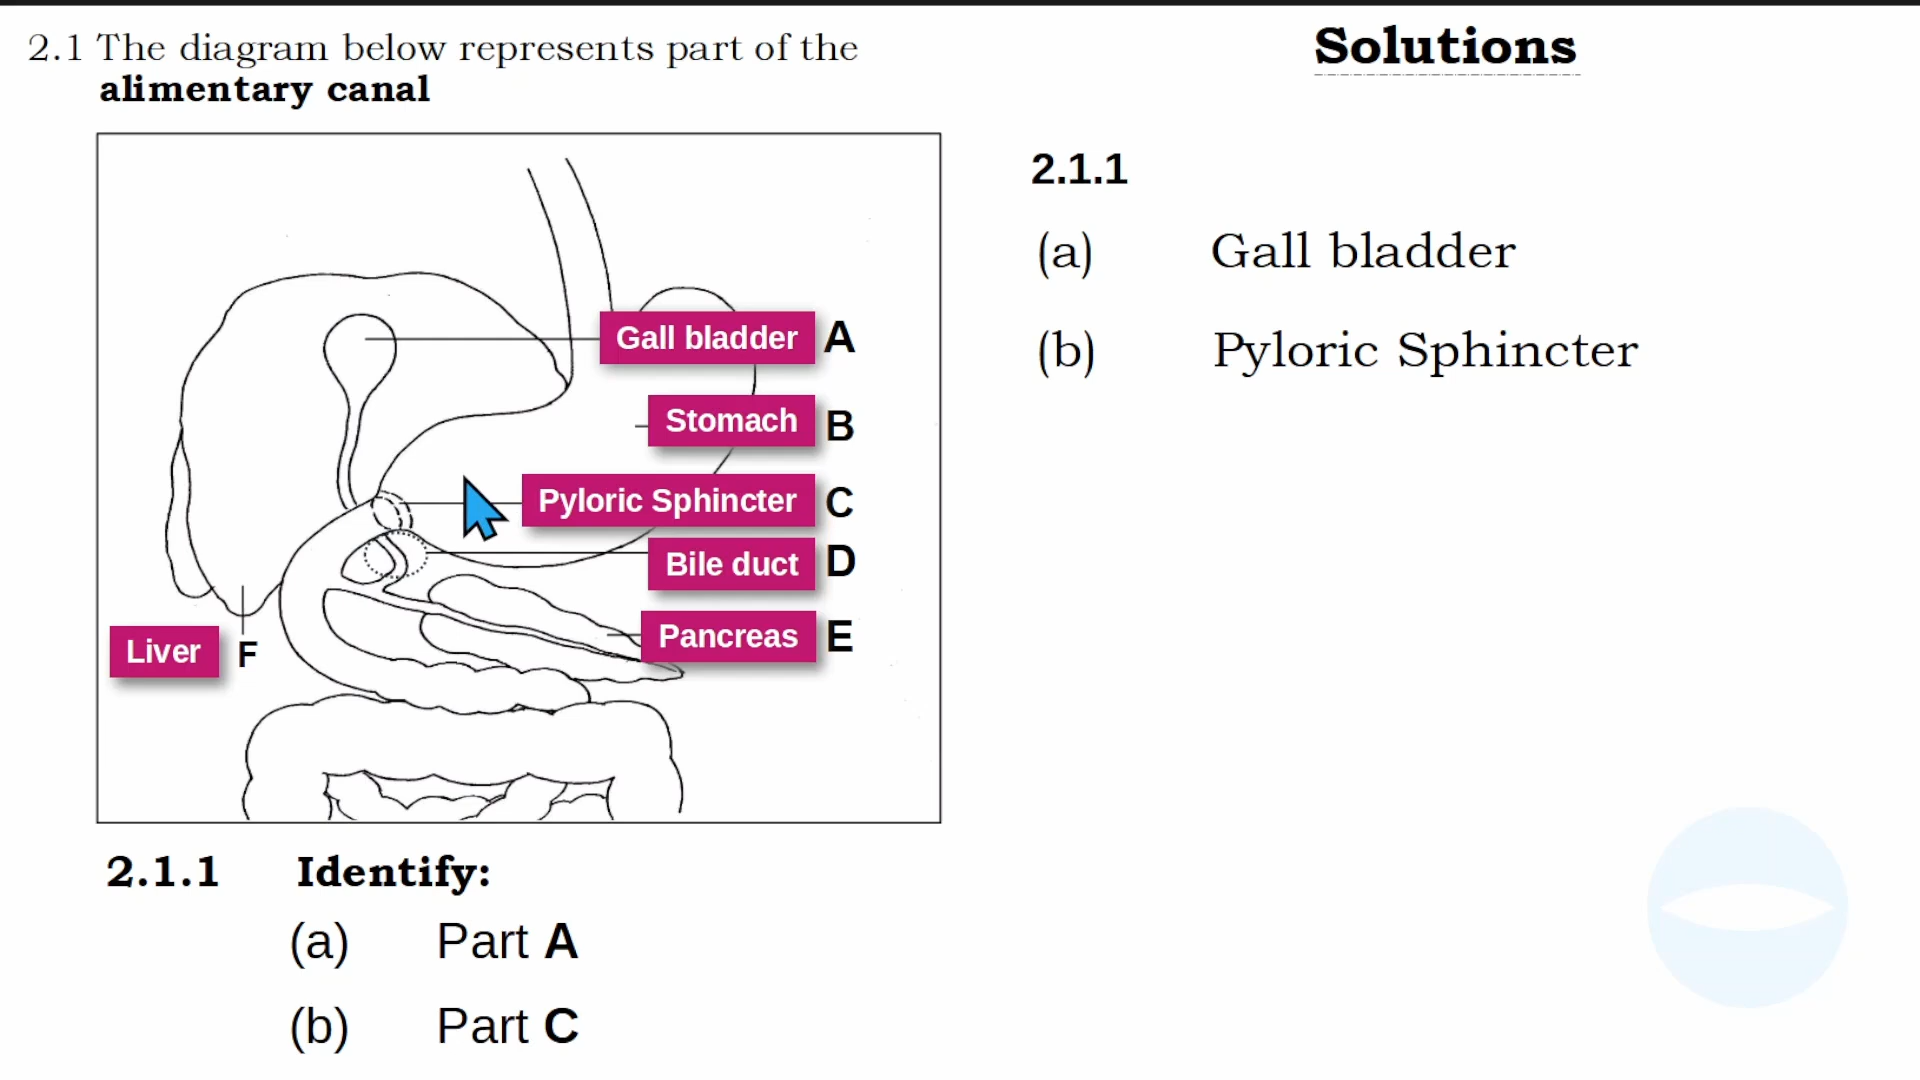 2.1 The diagram below represents part of the
alimentary canal
Solutions
Gall bladder A
Stomach B
Pyloric Sphincter C
Bile duct D
Pancreas E
Liver F
2.1.1
(a) Gall bladder
(b) Pyloric Sphincter
2.1.1 Identify:
(a) Part A
(b) Part C